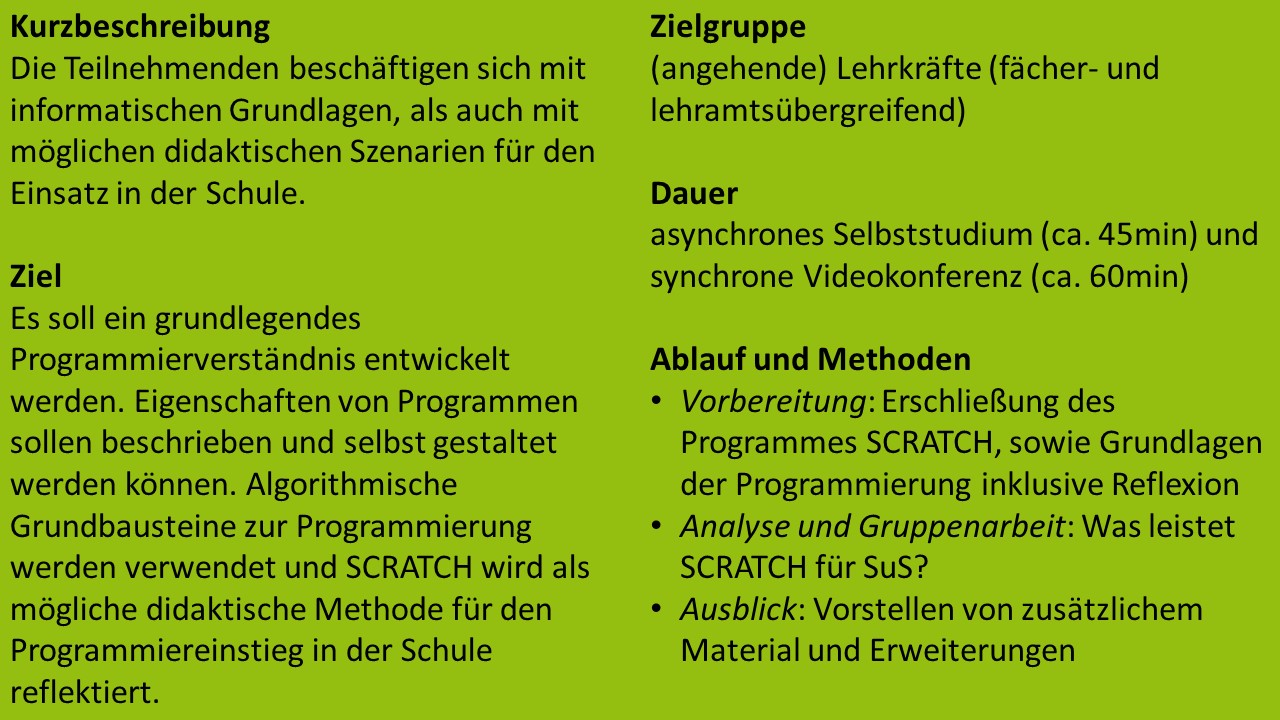 Kurzbeschreibung
Die Teilnehmenden beschäftigen sich mit
informatischen Grundlagen, als auch mit
möglichen didaktischen Szenarien für den
Einsatz in der Schule.
Ziel
Es soll ein grundlegendes
Programmierverständnis entwickelt
werden. Eigenschaften von Programmen
sollen beschrieben und selbst gestaltet
werden können. Algorithmische
Grundbausteine zur Programmierung
werden verwendet und SCRATCH wird als
mögliche didaktische Methode für den
Programmiereinstieg in der Schule
reflektiert.
Zielgruppe
(angehende) Lehrkräfte (fächer- und
lehramtsübergreifend)
Dauer
asynchrones Selbststudium (ca. 45min) und
synchrone Videokonferenz (ca. 60min)
Ablauf und Methoden
• Vorbereitung: Erschließung des
Programmes SCRATCH, sowie Grundlagen
der Programmierung inklusive Reflexion
• Analyse und Gruppenarbeit: Was leistet
SCRATCH für SuS?
• Ausblick: Vorstellen von zusätzlichem
Material und Erweiterungen